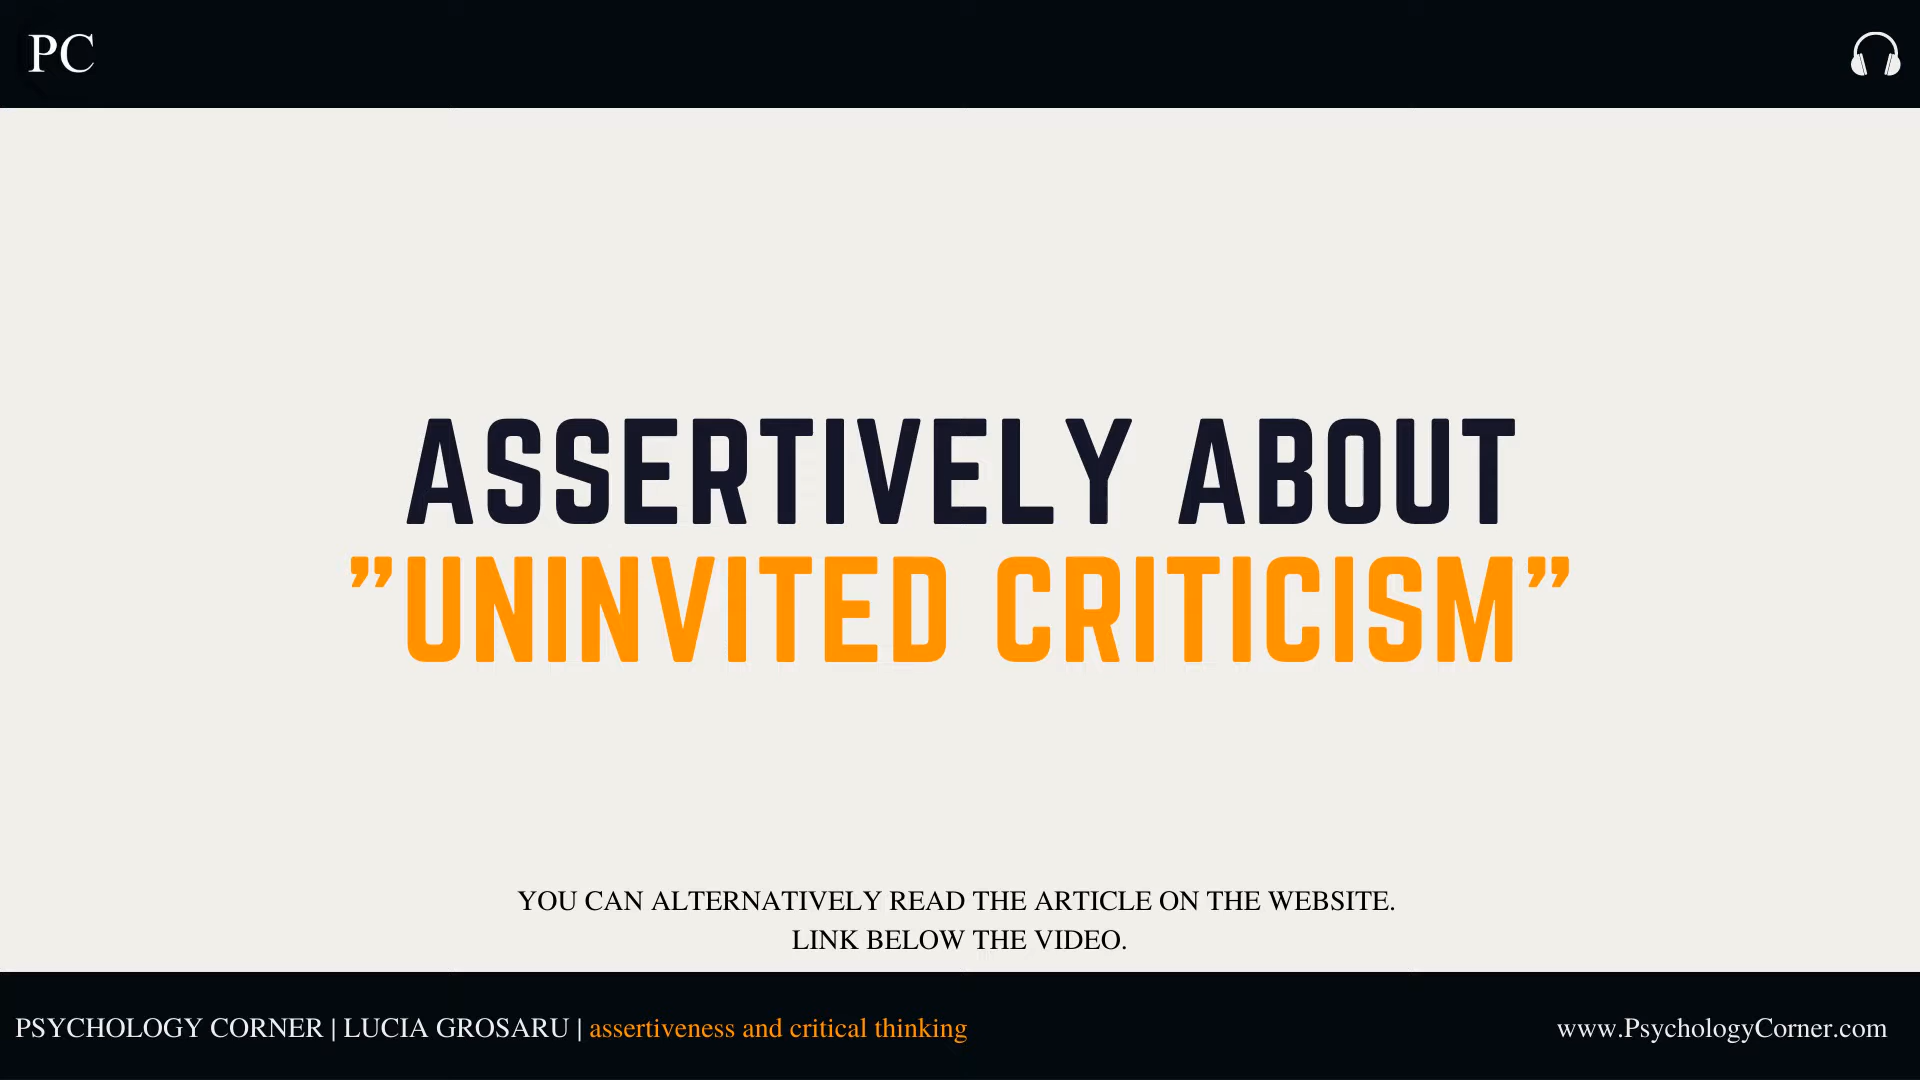 PC
ASSERTIVELY ABOUT
”UNINVITED CRITICISM”
YOU CAN ALTERNATIVELY READ THE ARTICLE ON THE WEBSITE.
LINK BELOW THE VIDEO.
PSYCHOLOGY CORNER | LUCIA GROSARU | assertiveness and critical thinking
www.PsychologyCorner.com